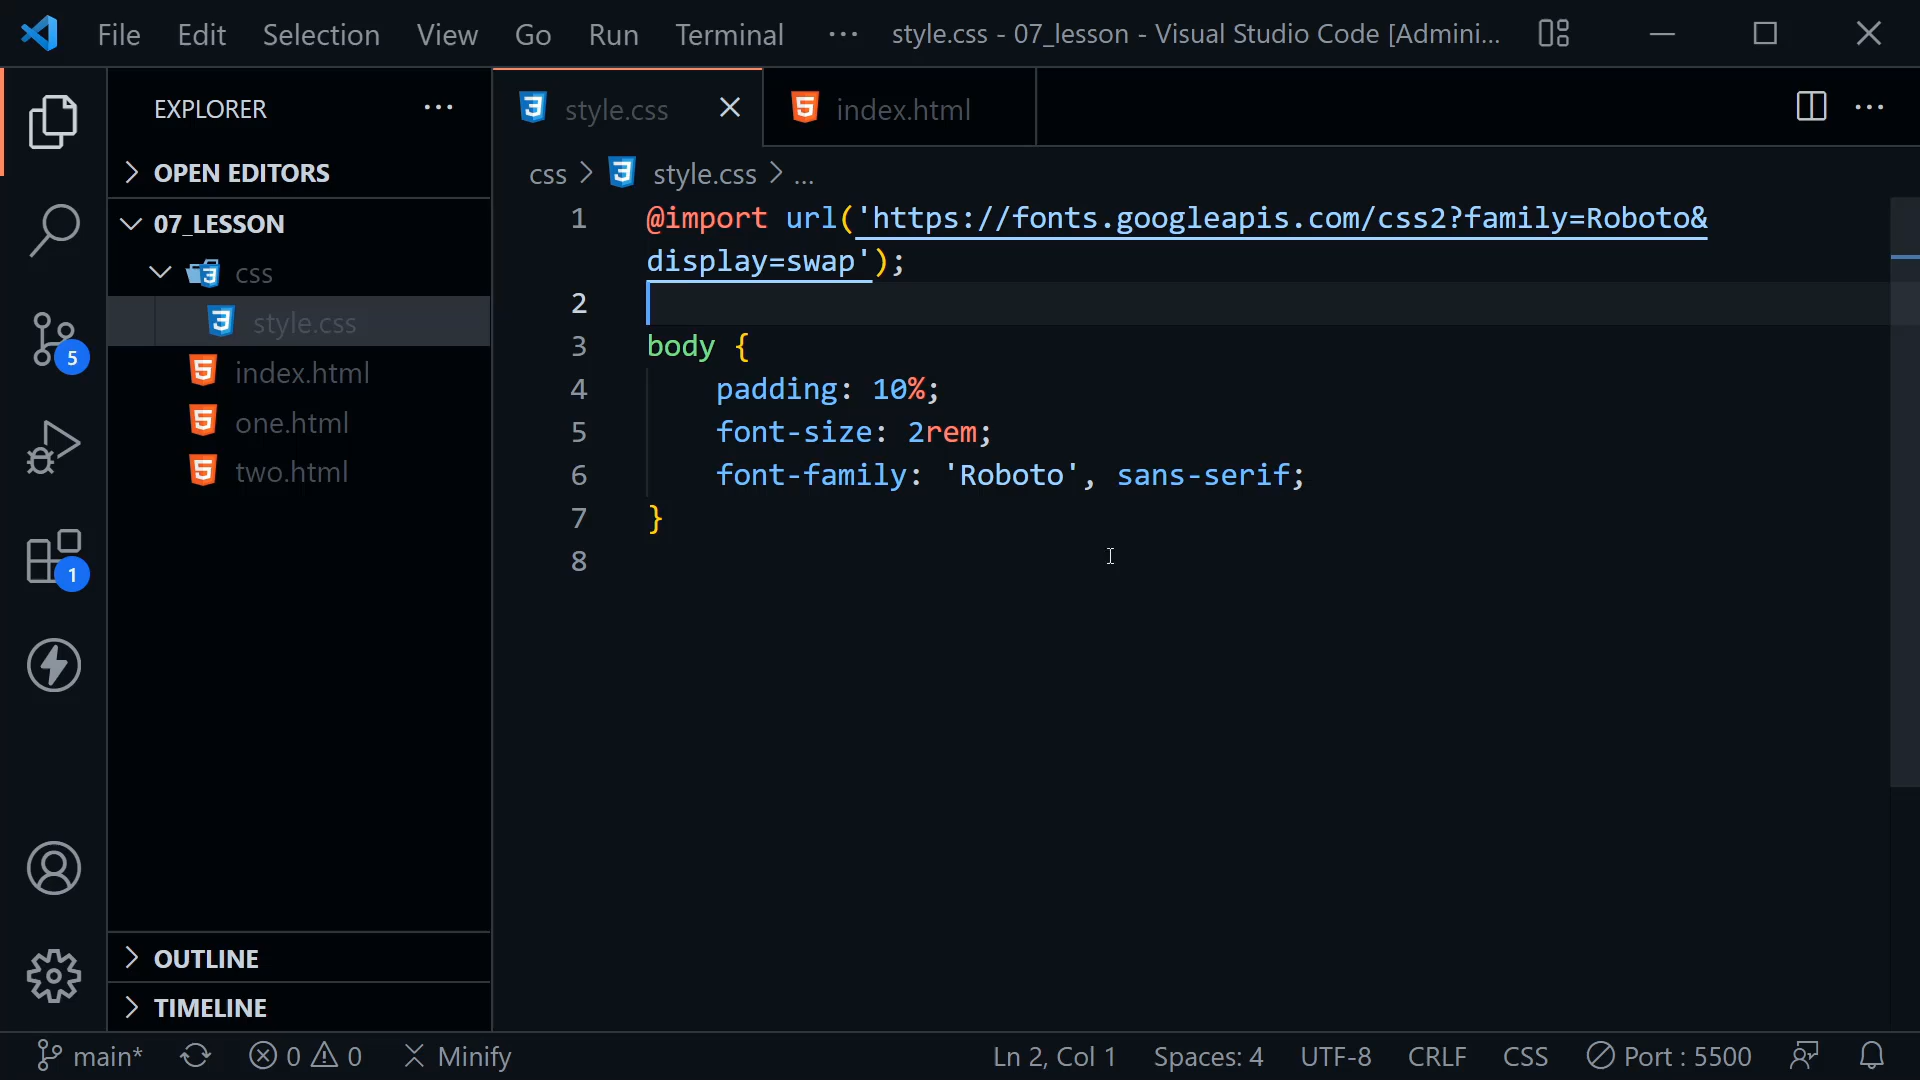 File Edit Selection View Go Run Terminal ··· style.css - 07_lesson - Visual Studio Code [Admini...
EXPLORER ···
OPEN EDITORS
07_LESSON
css
style.css
index.html
one.html
two.html
OUTLINE
TIMELINE
5
1
style.css index.html ···
css > style.css > ...
1 @import url('https://fonts.googleapis.com/css2?family=Roboto&
display=swap');
2
3 body {
4 padding: 10%;
5 font-size: 2rem;
6 font-family: 'Roboto', sans-serif;
7 }
8
main* 0 0 Minify Ln 2, Col 1 Spaces: 4 UTF-8 CRLF CSS Port : 5500